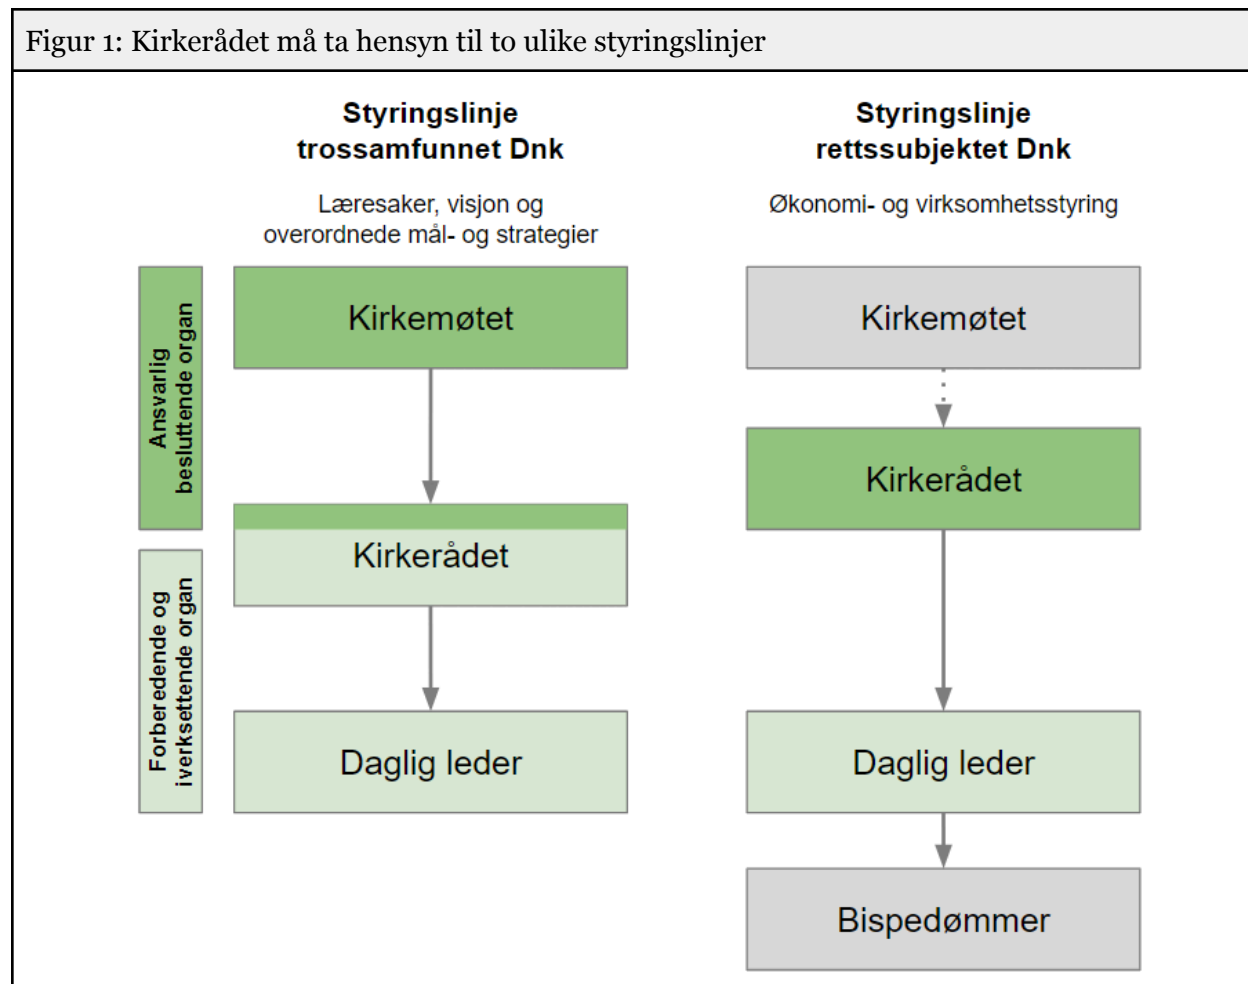 Figur 1: Kirkerådet må ta hensyn til to ulike styringslinjer
Styringslinje
trossamfunnet Dnk
Læresaker, visjon og
overordnede mål- og strategier
Styringslinje
rettssubjektet Dnk
Økonomi- og virksomhetsstyring
Ansvarlig
besluttende organ
Forberedende og
iverksettende organ
Kirkemøtet
Kirkerådet
Daglig leder
Kirkemøtet
Kirkerådet
Daglig leder
Bispedømmer